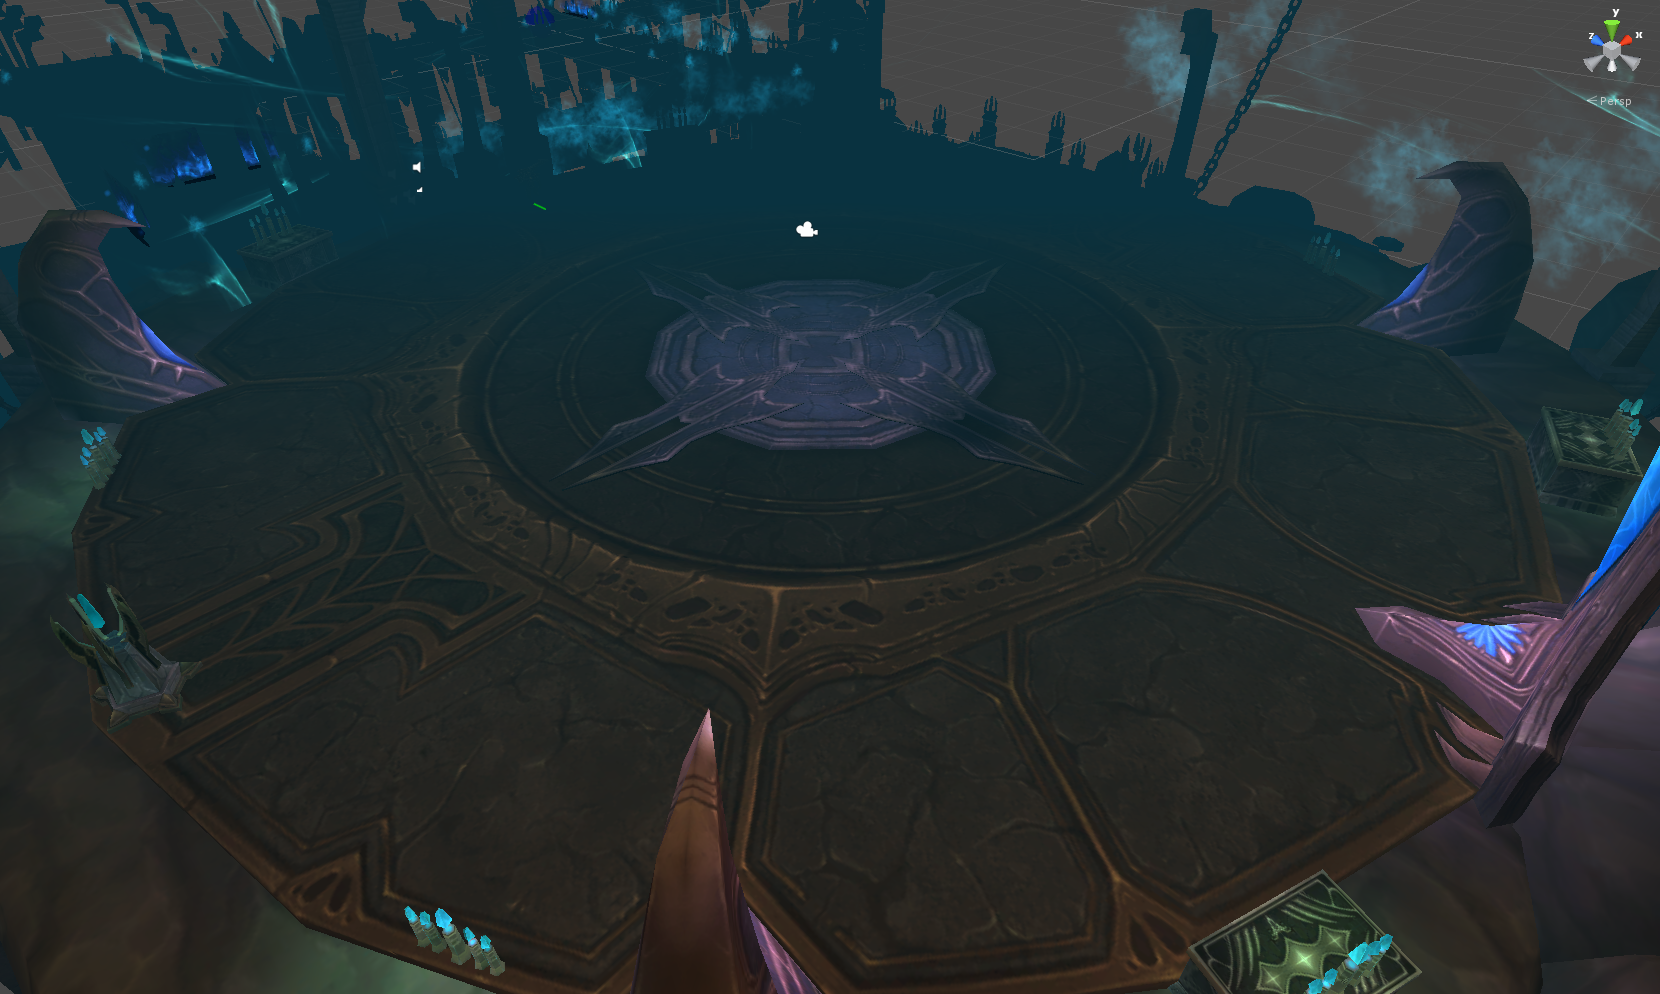 y
z x
< Persp